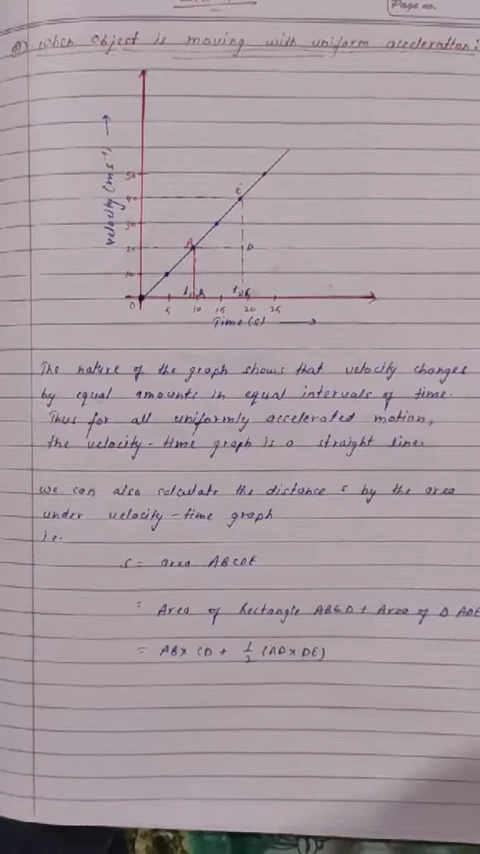 Page no.
When object is moving with uniform acceleration:
velocity (ms⁻¹) →
50
40
30
20
10
0
A
E
D
5 10 15 20 25
Time (s) →
The nature of the graph shows that velocity changes
by equal amounts in equal intervals of time.
Thus for all uniformly accelerated motion,
the velocity-time graph is a straight line.
we can also calculate the distance s by the area
under velocity-time graph
i.e.
s = area ABCDE
= Area of Rectangle ABCD + Area of Δ ADE
= AB x CD + 1/2 (AD x DE)